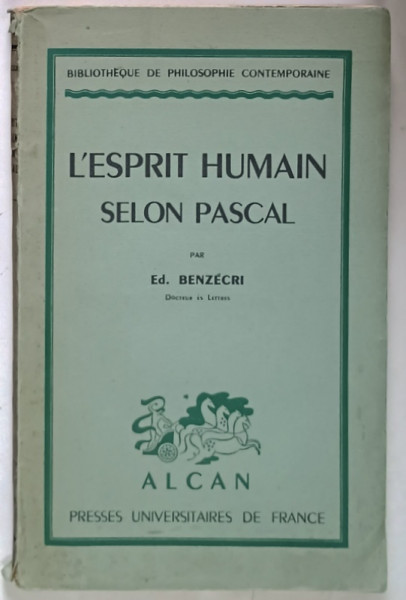 BIBLIOTHÈQUE DE PHILOSOPHIE CONTEMPORAINE
L'ESPRIT HUMAIN
SELON PASCAL
PAR
Ed. BENZÉCRI
Docteur ès Lettres
ALCAN
PRESSES UNIVERSITAIRES DE FRANCE